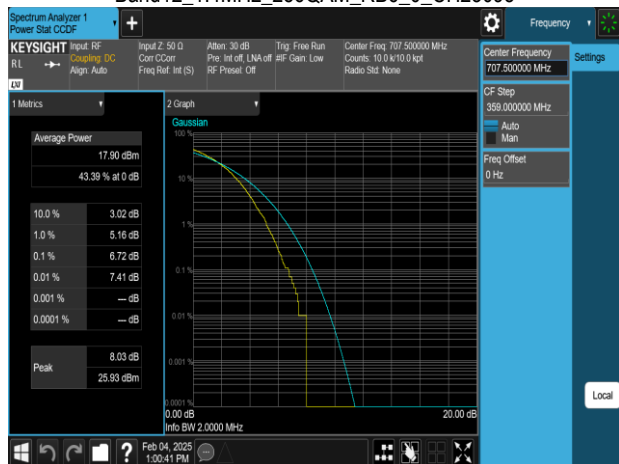 Spectrum Analyzer 1
Power Stat CCDF
Frequency
KEYSIGHT
RL
LXI
Input: RF
Coupling: DC
Align: Auto
Input Z: 50 Ω
Corr CCorr
Freq Ref: Int (S)
Atten: 30 dB
Pre: Int off, LNA off
RF Preset: Off
Trig: Free Run
#IF Gain: Low
Center Freq: 707.500000 MHz
Counts: 10.0 k/10.0 kpt
Radio Std: None
1 Metrics
Average Power
17.90 dBm
43.39 % at 0 dB
10.0 % 3.02 dB
1.0 % 5.16 dB
0.1 % 6.72 dB
0.01 % 7.41 dB
0.001 % --- dB
0.0001 % --- dB
Peak
8.03 dB
25.93 dBm
2 Graph
Gaussian
100 %
10 %
1 %
0.1 %
0.01 %
0.001 %
0.0001 %
0.00 dB
20.00 dB
Info BW 2.0000 MHz
Center Frequency
707.500000 MHz
CF Step
359.000000 MHz
Auto
Man
Freq Offset
0 Hz
Settings
Local
?
Feb 04, 2025
1:00:41 PM